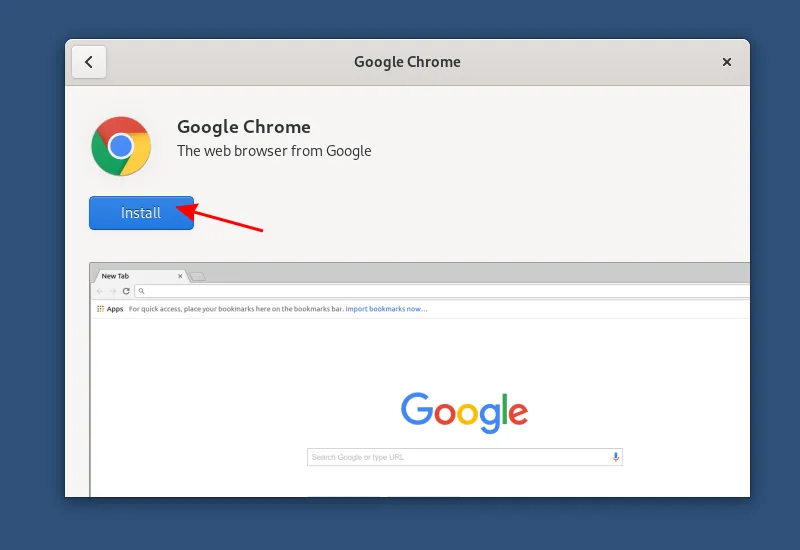 Google Chrome
Google Chrome
The web browser from Google
Install
New Tab
Apps For quick access, place your bookmarks here on the bookmarks bar. Import bookmarks now...
Google
Search Google or type URL